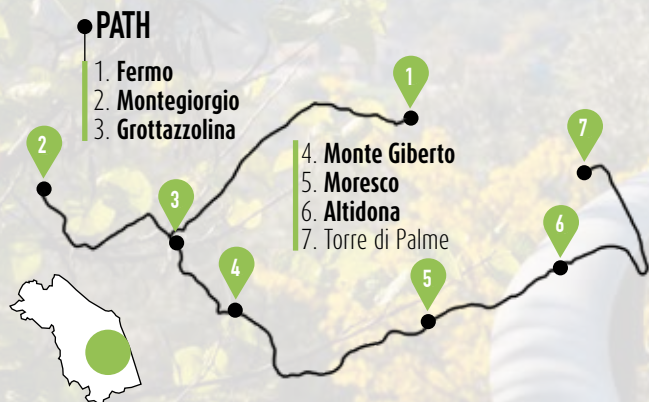 PATH
1. Fermo
2. Montegiorgio
3. Grottazzolina
4. Monte Giberto
5. Moresco
6. Altidona
7. Torre di Palme
1
2
3
4
5
6
7